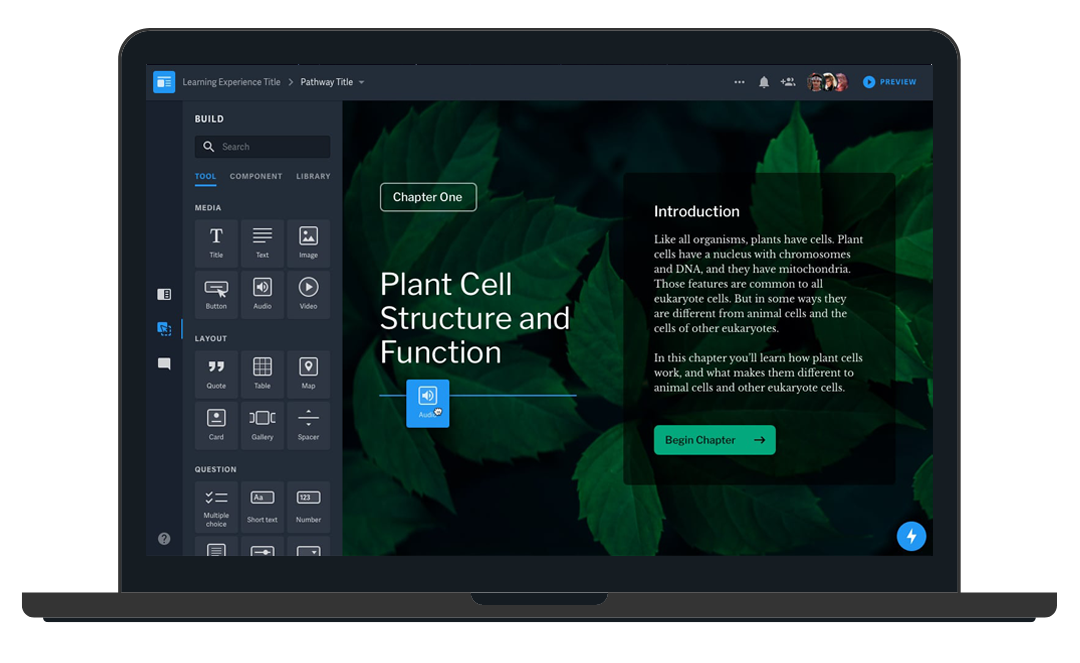 Learning Experience Title > Pathway Title
PREVIEW
BUILD
Search
TOOL COMPONENT LIBRARY
MEDIA
T
Title Text Image
Button Audio Video
LAYOUT
Quote Table Map
Card Gallery Spacer
QUESTION
Aa 123
Multiple
choice Short text Number
Chapter One
Plant Cell
Structure and
Function
Introduction
Like all organisms, plants have cells. Plant
cells have a nucleus with chromosomes
and DNA, and they have mitochondria.
Those features are common to all
eukaryote cells. But in some ways they
are different from animal cells and the
cells of other eukaryotes.
In this chapter you'll learn how plant cells
work, and what makes them different to
animal cells and other eukaryote cells.
Begin Chapter